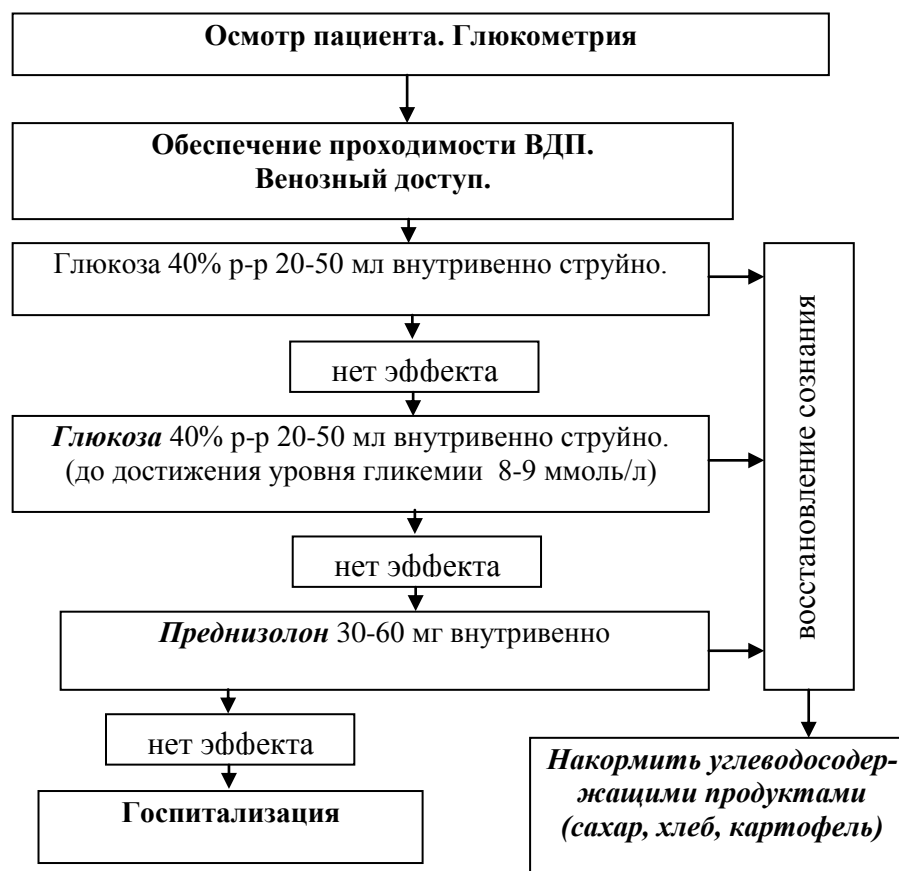 Осмотр пациента. Глюкометрия
Обеспечение проходимости ВДП.
Венозный доступ.
Глюкоза 40% р-р 20-50 мл внутривенно струйно.
нет эффекта
Глюкоза 40% р-р 20-50 мл внутривенно струйно.
(до достижения уровня гликемии 8-9 ммоль/л)
нет эффекта
Преднизолон 30-60 мг внутривенно
нет эффекта
Госпитализация
восстановление сознания
Накормить углеводосодер-
жащими продуктами
(сахар, хлеб, картофель)